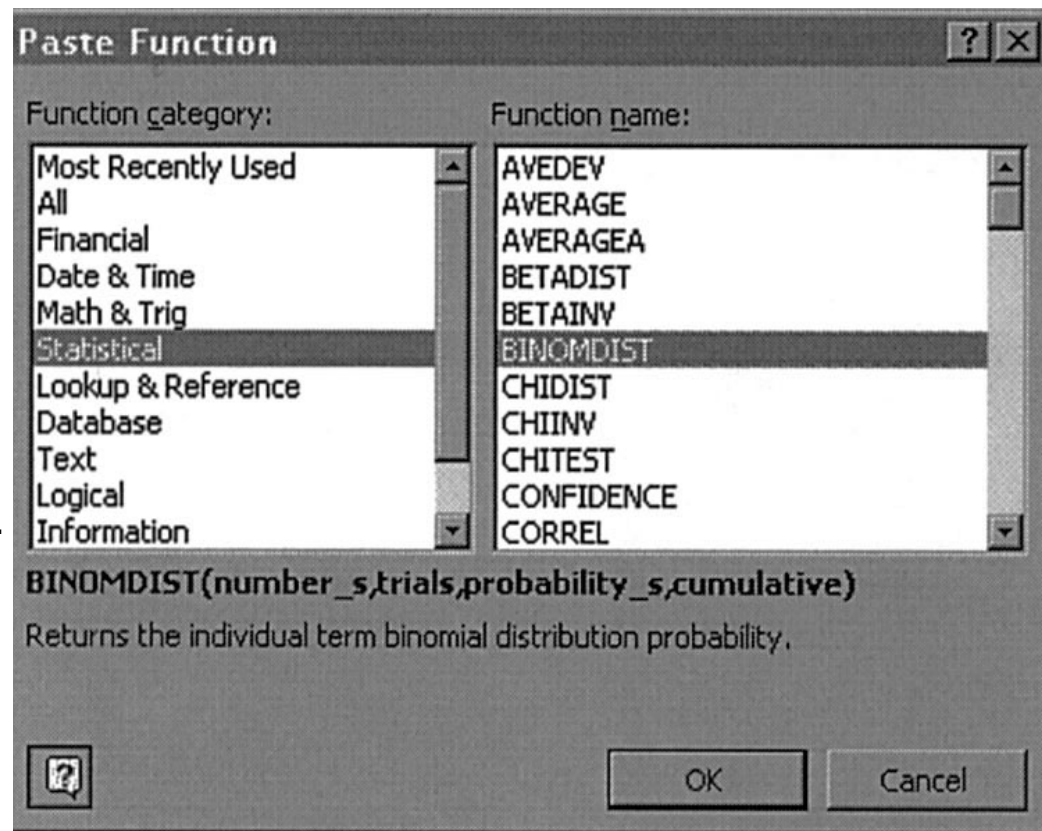 Paste Function
Function category:
Most Recently Used
All
Financial
Date & Time
Math & Trig
Statistical
Lookup & Reference
Database
Text
Logical
Information
Function name:
AVEDEV
AVERAGE
AVERAGEA
BETADIST
BETAINV
BINOMDIST
CHIDIST
CHIINV
CHITEST
CONFIDENCE
CORREL
BINOMDIST(number_s,trials,probability_s,cumulative)
Returns the individual term binomial distribution probability.
OK
Cancel